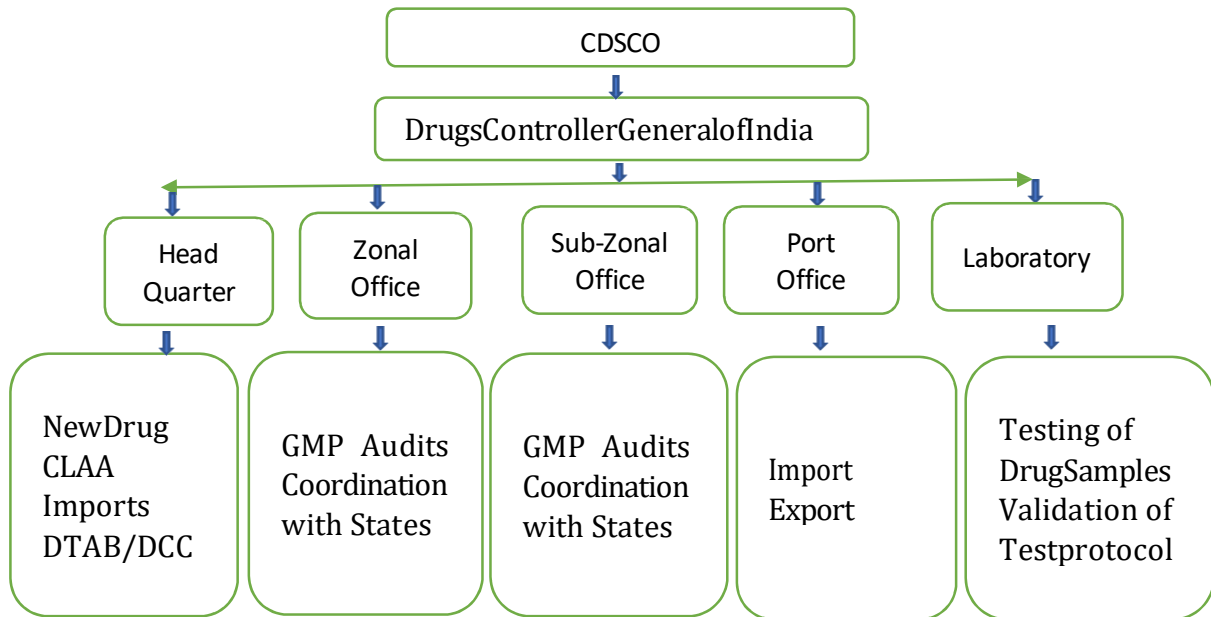 CDSCO
DrugsControllerGeneralofIndia
Head
Quarter
Zonal
Office
Sub-Zonal
Office
Port
Office
Laboratory
NewDrug
CLAA
Imports
DTAB/DCC
GMP Audits
Coordination
with States
GMP Audits
Coordination
with States
Import
Export
Testing of
DrugSamples
Validation of
Testprotocol